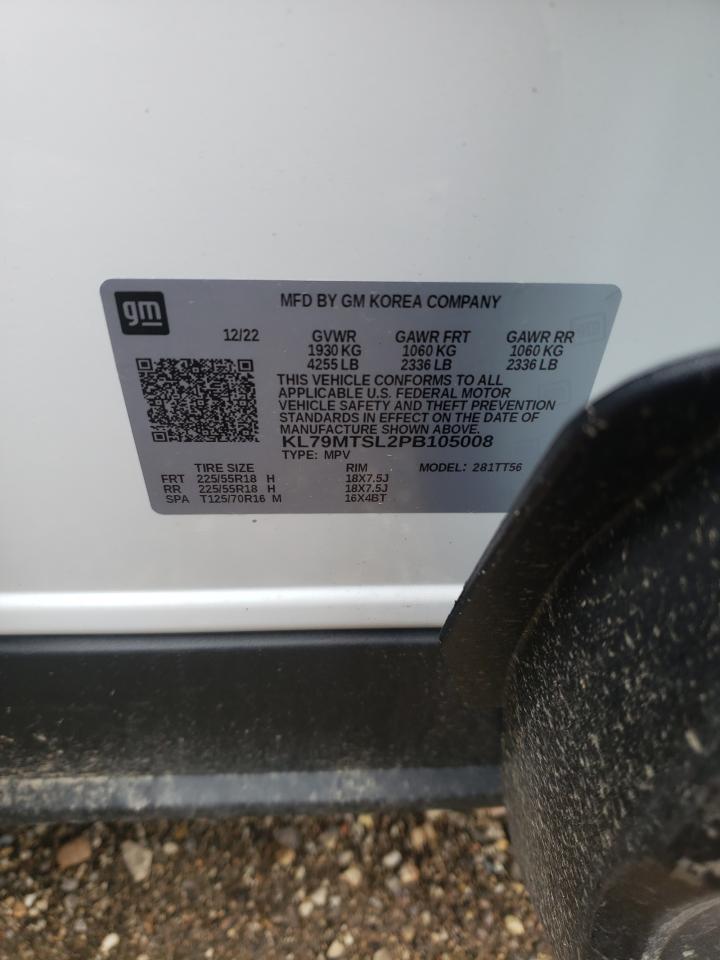 gm
MFD BY GM KOREA COMPANY
12/22 GVWR GAWR FRT GAWR RR
1930 KG 1060 KG 1060 KG
4255 LB 2336 LB 2336 LB
THIS VEHICLE CONFORMS TO ALL
APPLICABLE U.S. FEDERAL MOTOR
VEHICLE SAFETY AND THEFT PREVENTION
STANDARDS IN EFFECT ON THE DATE OF
MANUFACTURE SHOWN ABOVE.
KL79MTSL2PB105008
TYPE: MPV
TIRE SIZE RIM MODEL: 281TT56
FRT 225/55R18 H 18X7.5J
RR 225/55R18 H 18X7.5J
SPA T125/70R16 M 16X4BT